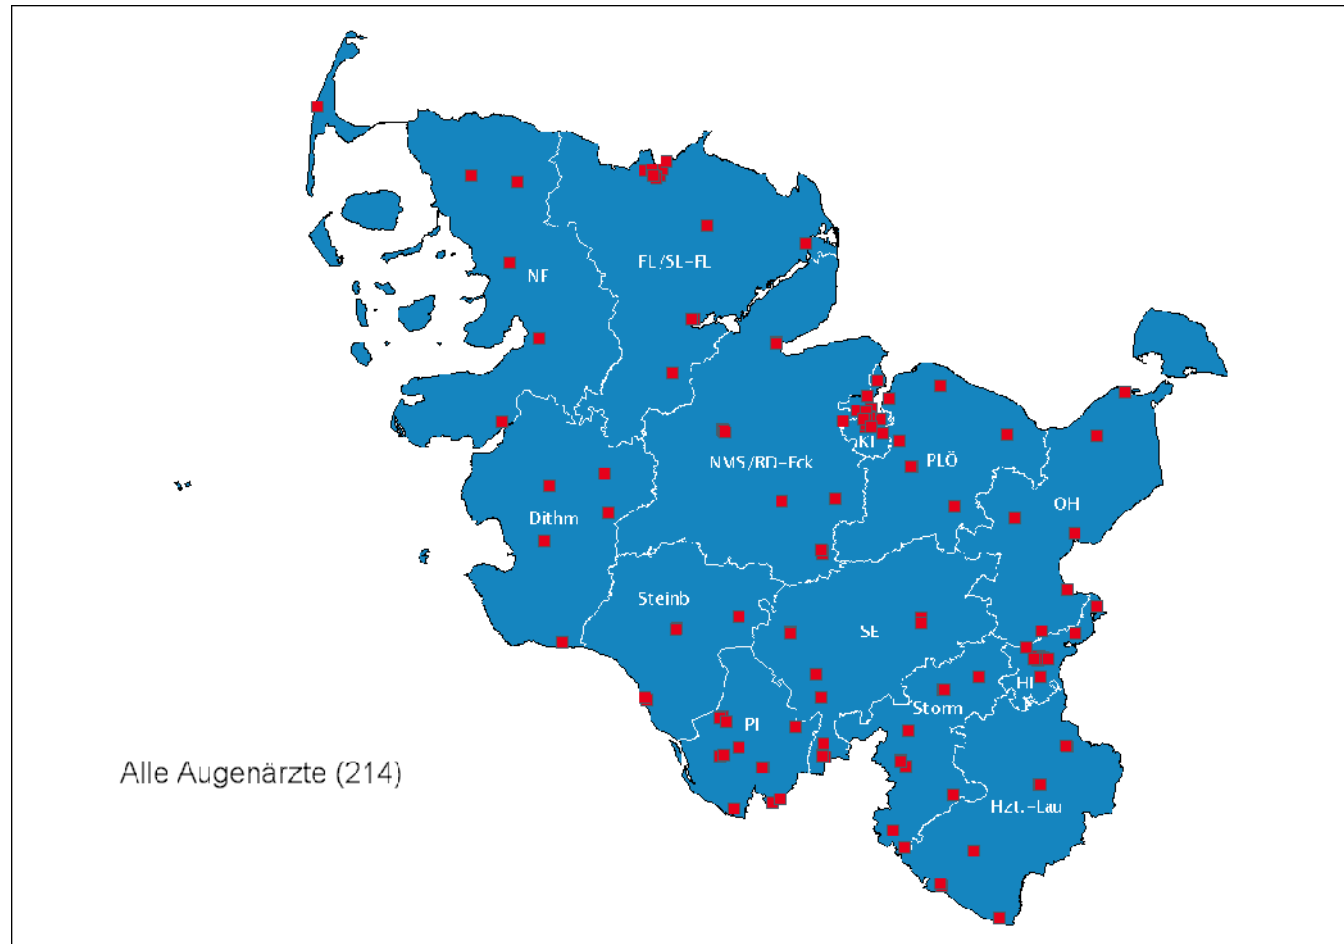 NF
FL/SL-FL
KI
NMS/RD-Eck
PLÖ
OH
Dithm
Steinb
SE
HL
Storm
PI
Alle Augenärzte (214)
Hzt.-Lau